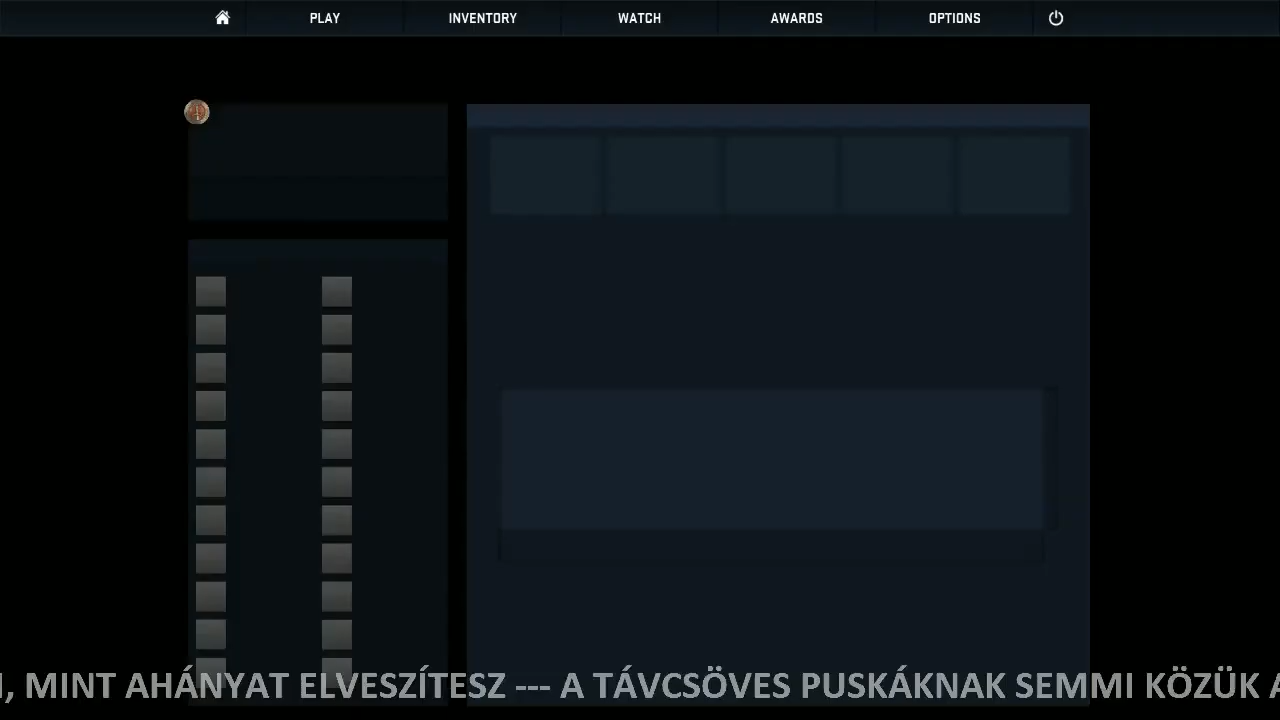 PLAY INVENTORY WATCH AWARDS OPTIONS
, MINT AHÁNYAT ELVESZÍTESZ --- A TÁVCSÖVES PUSKÁKNAK SEMMI KÖZÜK